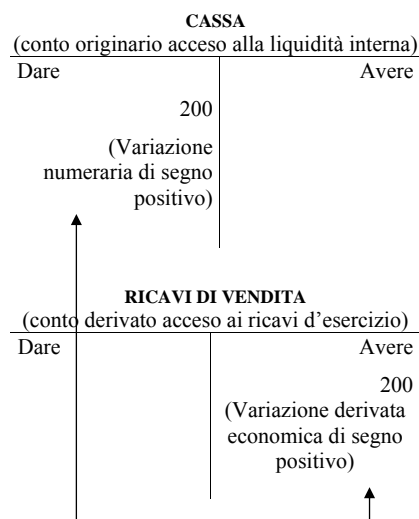 CASSA
(conto originario acceso alla liquidità interna)
Dare Avere
200
(Variazione
numeraria di segno
positivo)
RICAVI DI VENDITA
(conto derivato acceso ai ricavi d’esercizio)
Dare Avere
200
(Variazione derivata
economica di segno
positivo)